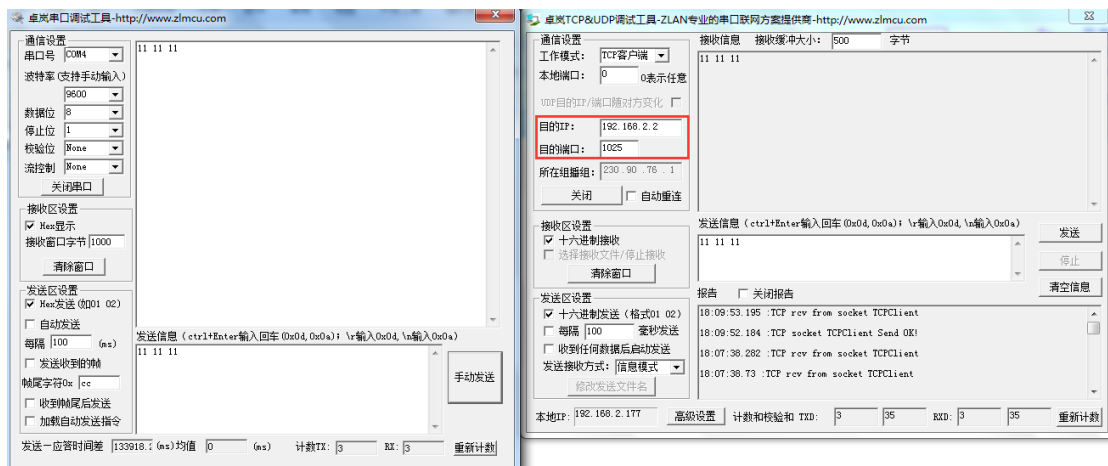 卓岚串口调试工具-http://www.zlmcu.com
通信设置
串口号 COM4
波特率(支持手动输入)
9600
数据位 8
停止位 1
校验位 None
流控制 None
关闭串口
接收区设置
Hex显示
接收窗口字节 1000
清除窗口
发送区设置
Hex发送(如01 02)
自动发送
每隔 100 (ms)
发送收到的帧
帧尾字符0x cc
收到帧尾后发送
加载自动发送指令
11 11 11
发送信息(ctrl+Enter输入回车(0x0d,0x0a);\r输入0x0d,\n输入0x0a)
11 11 11
手动发送
发送一应答时间差 133918. (ms)均值 0 (ms) 计数TX: 3 RX: 3 重新计数
卓岚TCP&UDP调试工具-ZLAN专业的串口联网方案提供商-http://www.zlmcu.com
通信设置
工作模式: TCP客户端
本地端口: 0 0表示任意
UDP目的IP/端口随对方变化
目的IP: 192.168.2.2
目的端口: 1025
所在组播组: 230 .90 .76 . 1
关闭 自动重连
接收区设置
十六进制接收
选择接收文件/停止接收
清除窗口
发送区设置
十六进制发送(格式01 02)
每隔 100 毫秒发送
收到任何数据后启动发送
发送接收方式: 信息模式
修改发送文件名
接收信息 接收缓冲大小: 500 字节
11 11 11
发送信息(ctrl+Enter输入回车(0x0d,0x0a);\r输入0x0d,\n输入0x0a)
11 11 11
发送
停止
清空信息
报告 关闭报告
18:09:53.195 :TCP rcv from socket TCPClient
18:09:52.184 :TCP socket TCPClient Send OK!
18:07:38.282 :TCP rcv from socket TCPClient
18:07:38.73 :TCP rcv from socket TCPClient
本地IP: 192.168.2.177 高级设置 计数和校验和 TXD: 3 35 RXD: 3 35 重新计数